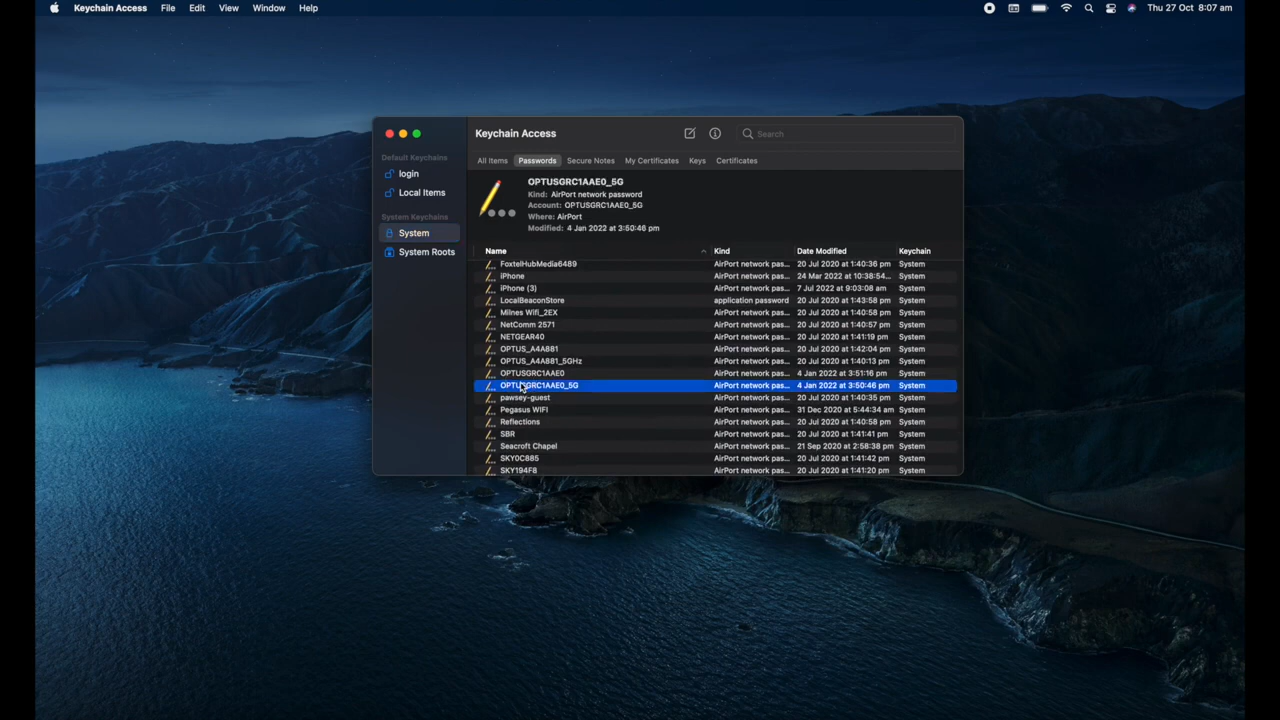 Keychain Access File Edit View Window Help Thu 27 Oct 8:07 am
Keychain Access
Search
Default Keychains
login
Local Items
System Keychains
System
System Roots
All Items Passwords Secure Notes My Certificates Keys Certificates
OPTUSGRC1AAE0_5G
Kind: AirPort network password
Account: OPTUSGRC1AAE0_5G
Where: AirPort
Modified: 4 Jan 2022 at 3:50:46 pm
Name Kind Date Modified Keychain
FoxtelHubMedia6489 AirPort network pas... 20 Jul 2020 at 1:40:36 pm System
iPhone AirPort network pas... 24 Mar 2022 at 10:38:54... System
iPhone (3) AirPort network pas... 7 Jul 2022 at 9:03:08 am System
LocalBeaconStore application password 20 Jul 2020 at 1:43:58 pm System
Milnes Wifi_2EX AirPort network pas... 20 Jul 2020 at 1:40:58 pm System
NetComm 2571 AirPort network pas... 20 Jul 2020 at 1:40:57 pm System
NETGEAR40 AirPort network pas... 20 Jul 2020 at 1:41:19 pm System
OPTUS_A4A881 AirPort network pas... 20 Jul 2020 at 1:42:04 pm System
OPTUS_A4A881_5GHz AirPort network pas... 20 Jul 2020 at 1:40:13 pm System
OPTUSGRC1AAE0 AirPort network pas... 4 Jan 2022 at 3:51:16 pm System
OPTUSGRC1AAE0_5G AirPort network pas... 4 Jan 2022 at 3:50:46 pm System
pawsey-guest AirPort network pas... 20 Jul 2020 at 1:40:35 pm System
Pegasus WIFI AirPort network pas... 31 Dec 2020 at 5:44:34 am System
Reflections AirPort network pas... 20 Jul 2020 at 1:40:58 pm System
SBR AirPort network pas... 20 Jul 2020 at 1:41:41 pm System
Seacroft Chapel AirPort network pas... 21 Sep 2020 at 2:58:38 pm System
SKY0C885 AirPort network pas... 20 Jul 2020 at 1:41:42 pm System
SKY194F8 AirPort network pas... 20 Jul 2020 at 1:41:20 pm System